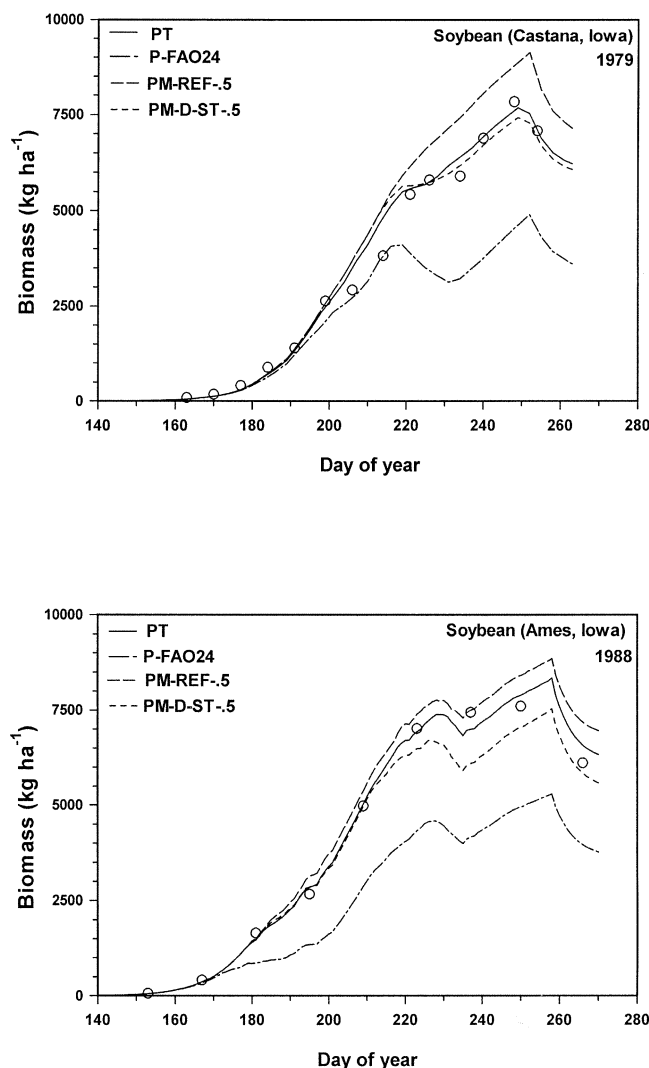 Soybean (Castana, Iowa)
1979
PT
P-FAO24
PM-REF-.5
PM-D-ST-.5
10000
7500
5000
2500
0
Biomass (kg ha-1)
140 160 180 200 220 240 260 280
Day of year
Soybean (Ames, Iowa)
1988
PT
P-FAO24
PM-REF-.5
PM-D-ST-.5
10000
7500
5000
2500
0
Biomass (kg ha-1)
140 160 180 200 220 240 260 280
Day of year